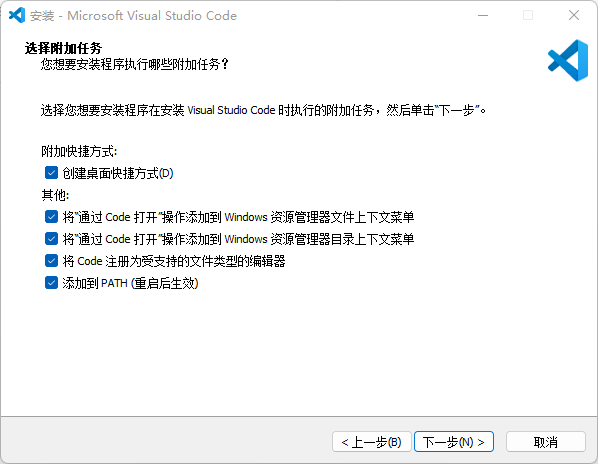 安装 - Microsoft Visual Studio Code
选择附加任务
您想要安装程序执行哪些附加任务？
选择您想要安装程序在安装 Visual Studio Code 时执行的附加任务，然后单击“下一步”。
附加快捷方式:
创建桌面快捷方式(D)
其他:
将“通过 Code 打开”操作添加到 Windows 资源管理器文件上下文菜单
将“通过 Code 打开”操作添加到 Windows 资源管理器目录上下文菜单
将 Code 注册为受支持的文件类型的编辑器
添加到 PATH (重启后生效)
< 上一步(B)
下一步(N) >
取消